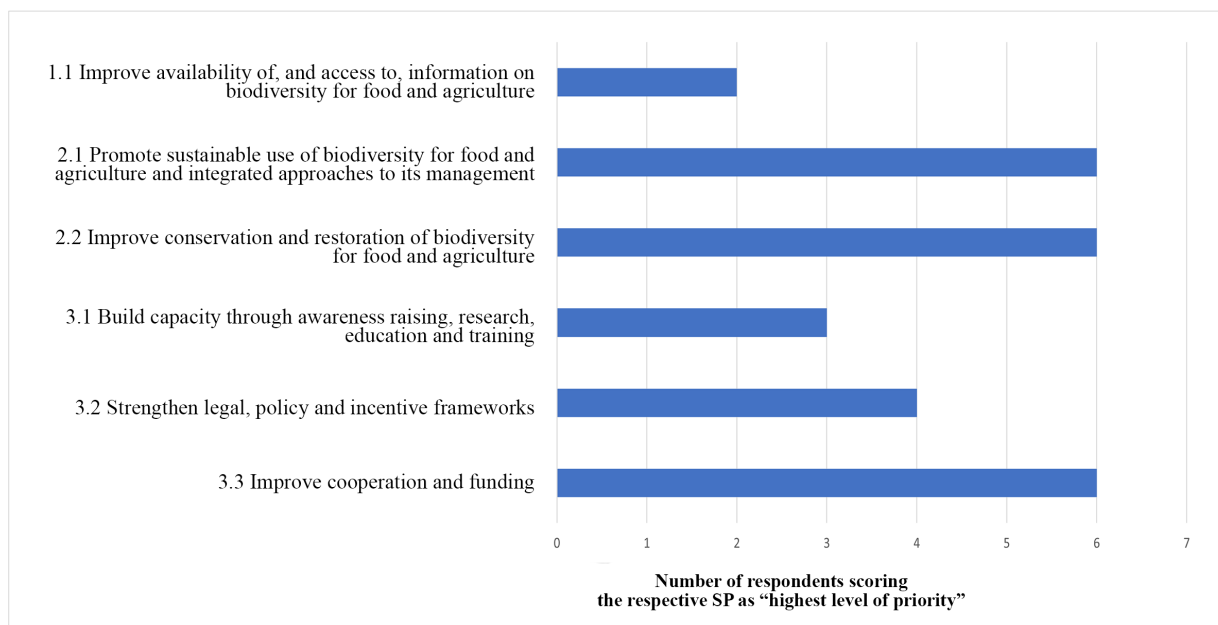 1.1 Improve availability of, and access to, information on
biodiversity for food and agriculture
2.1 Promote sustainable use of biodiversity for food and
agriculture and integrated approaches to its management
2.2 Improve conservation and restoration of biodiversity
for food and agriculture
3.1 Build capacity through awareness raising, research,
education and training
3.2 Strengthen legal, policy and incentive frameworks
3.3 Improve cooperation and funding
0 1 2 3 4 5 6 7
Number of respondents scoring
the respective SP as “highest level of priority”